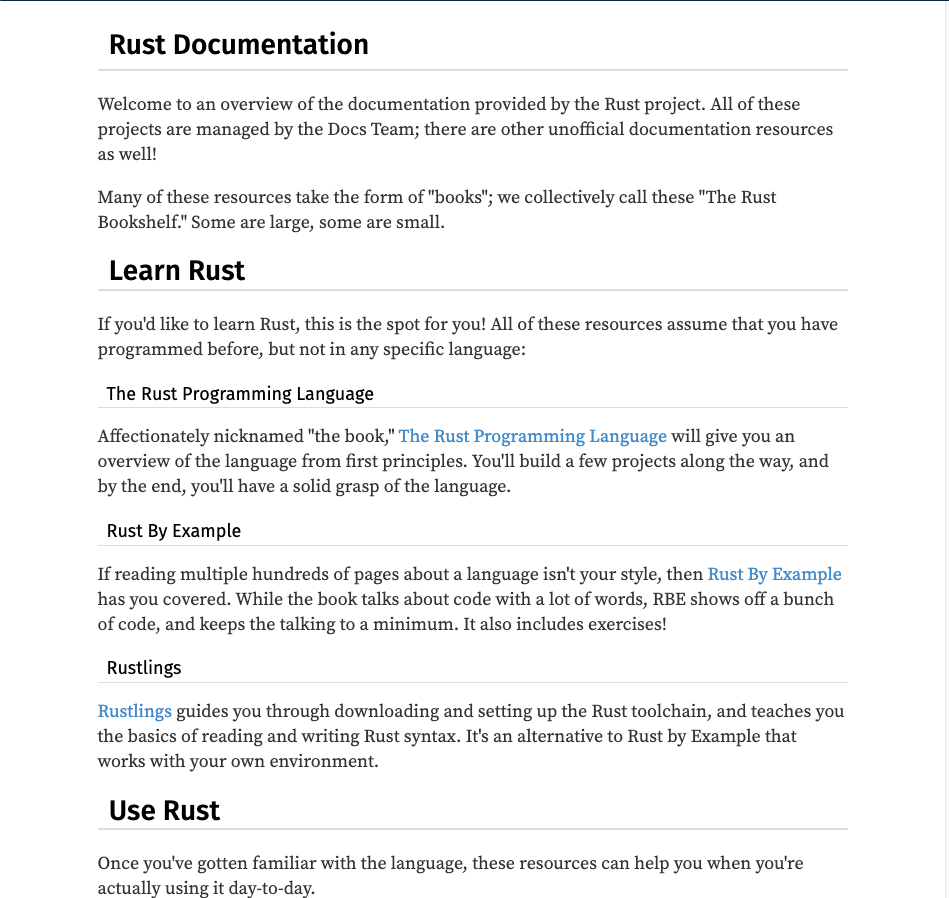 Rust Documentation
Welcome to an overview of the documentation provided by the Rust project. All of these
projects are managed by the Docs Team; there are other unofficial documentation resources
as well!
Many of these resources take the form of "books"; we collectively call these "The Rust
Bookshelf." Some are large, some are small.
Learn Rust
If you'd like to learn Rust, this is the spot for you! All of these resources assume that you have
programmed before, but not in any specific language:
The Rust Programming Language
Affectionately nicknamed "the book," The Rust Programming Language will give you an
overview of the language from first principles. You'll build a few projects along the way, and
by the end, you'll have a solid grasp of the language.
Rust By Example
If reading multiple hundreds of pages about a language isn't your style, then Rust By Example
has you covered. While the book talks about code with a lot of words, RBE shows off a bunch
of code, and keeps the talking to a minimum. It also includes exercises!
Rustlings
Rustlings guides you through downloading and setting up the Rust toolchain, and teaches you
the basics of reading and writing Rust syntax. It's an alternative to Rust by Example that
works with your own environment.
Use Rust
Once you've gotten familiar with the language, these resources can help you when you're
actually using it day-to-day.